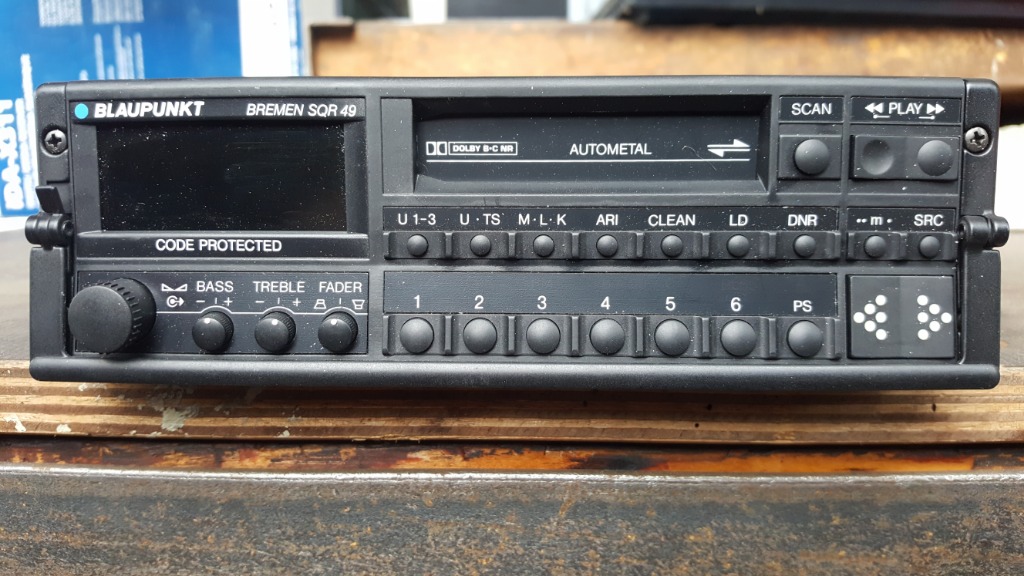 BLAUPUNKT BREMEN SQR 49
CODE PROTECTED
BASS TREBLE FADER
− + − +
DOLBY B-C NR AUTOMETAL
SCAN PLAY
U 1-3 U · TS M · L · K ARI CLEAN LD DNR •• m • SRC
1 2 3 4 5 6 PS